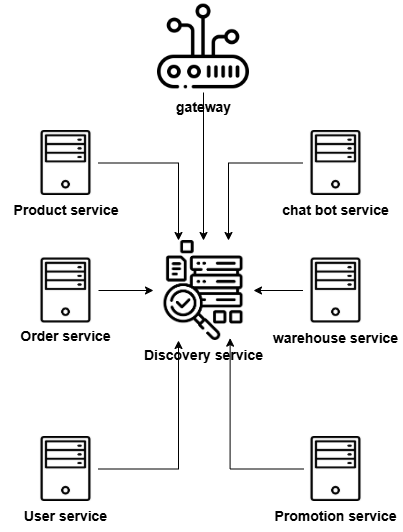 gateway
Product service
chat bot service
Order service
Discovery service
warehouse service
User service
Promotion service